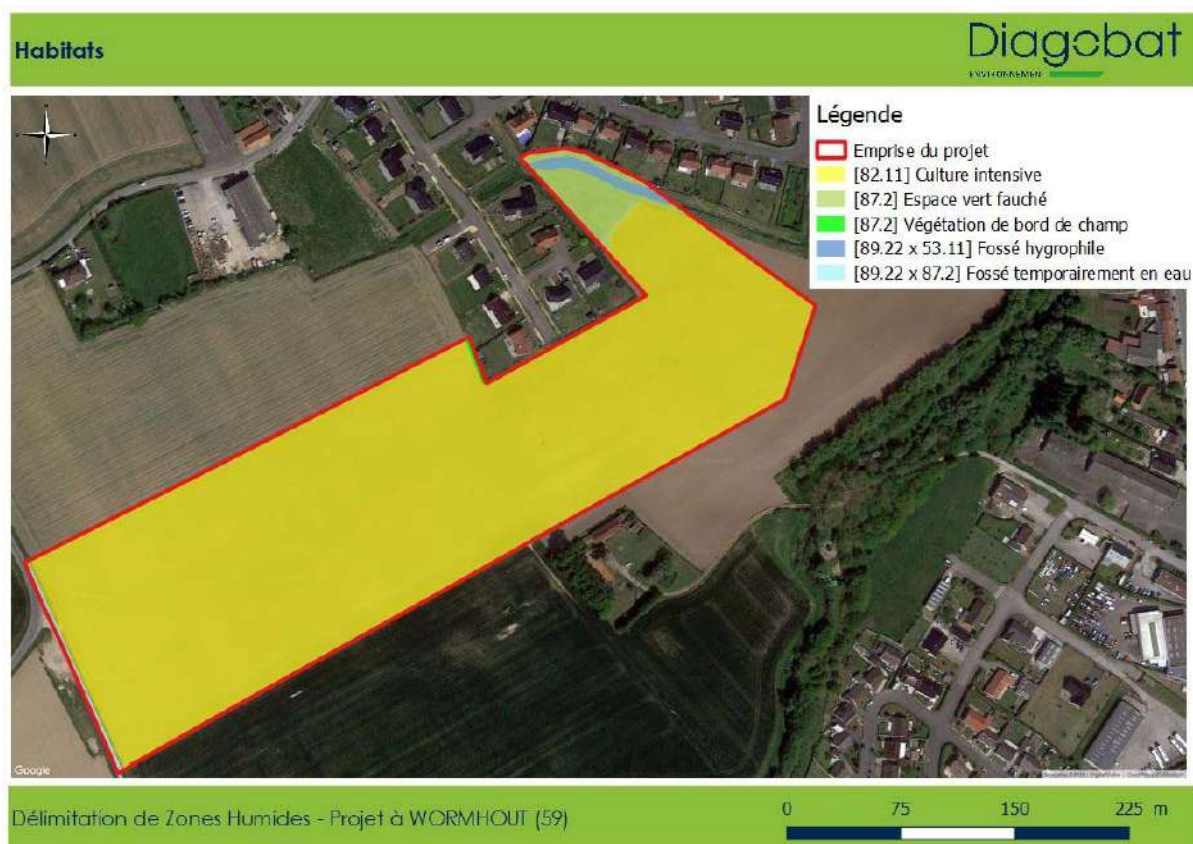 Habitats
Diagobat
ENVIRONNEMENT
Légende
Emprise du projet
[82.11] Culture intensive
[87.2] Espace vert fauché
[87.2] Végétation de bord de champ
[89.22 x 53.11] Fossé hygrophile
[89.22 x 87.2] Fossé temporairement en eau
Google
Délimitation de Zones Humides - Projet à WORMHOUT (59)
0 75 150 225 m